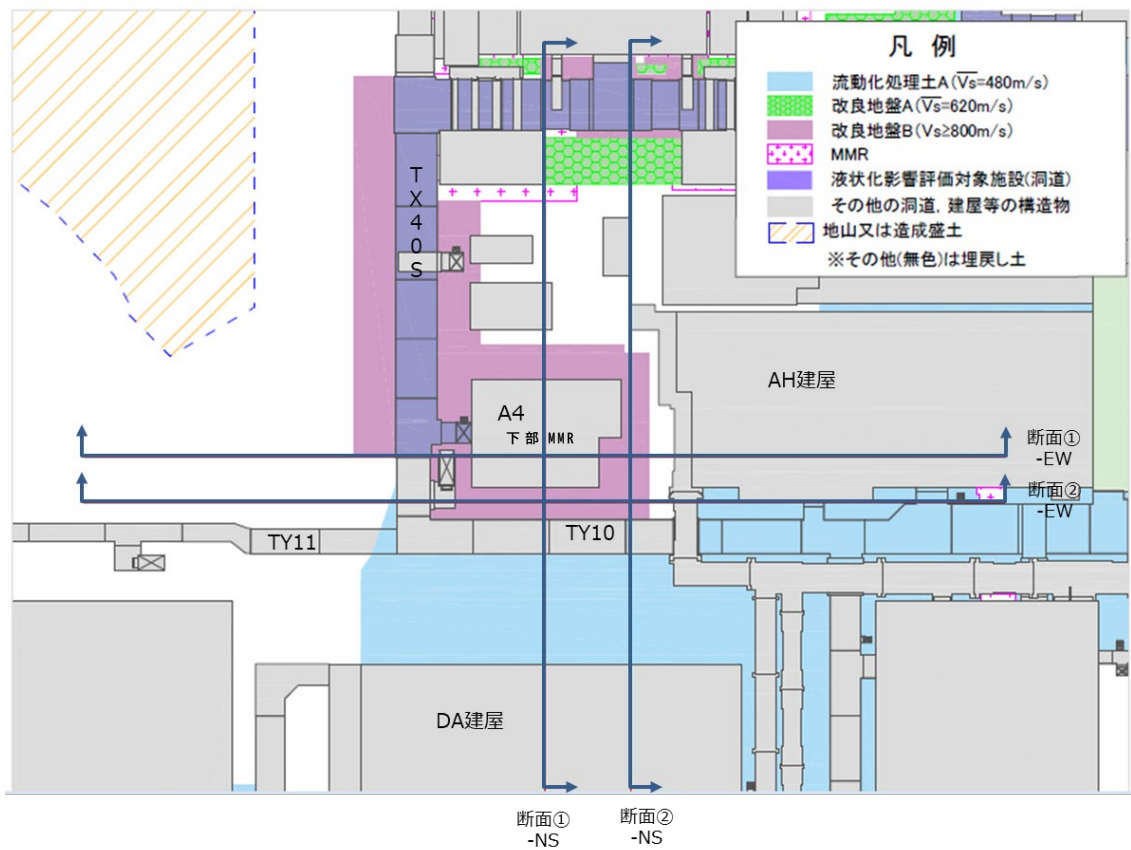 凡 例
流動化処理土A(V̅s=480m/s)
改良地盤A(V̅s=620m/s)
改良地盤B(Vs≥800m/s)
MMR
液状化影響評価対象施設(洞道)
その他の洞道，建屋等の構造物
地山又は造成盛土
※その他(無色)は埋戻し土
TX40S
AH建屋
A4
下部 MMR
断面①
-EW
断面②
-EW
TY11
TY10
DA建屋
断面①
-NS
断面②
-NS